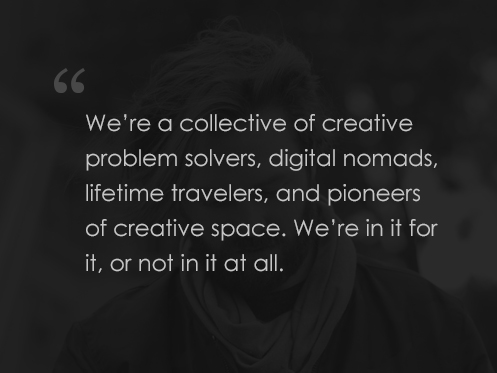 “
We’re a collective of creative
problem solvers, digital nomads,
lifetime travelers, and pioneers
of creative space. We’re in it for
it, or not in it at all.